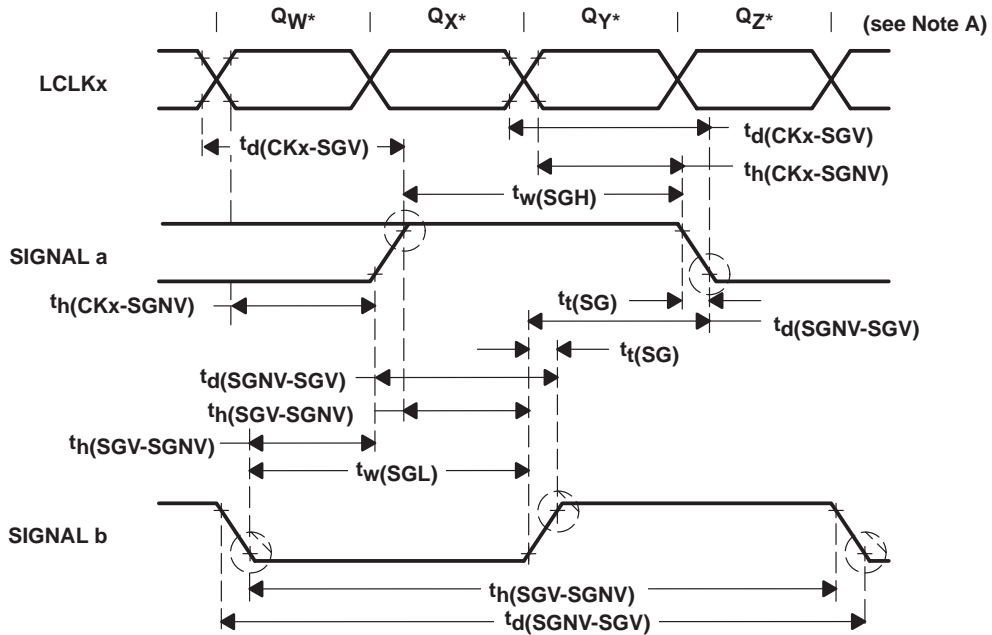 QW* QX* QY* QZ* (see Note A)
LCLKx
td(CKx-SGV)
td(CKx-SGV)
th(CKx-SGNV)
tw(SGH)
SIGNAL a
th(CKx-SGNV)
tt(SG)
td(SGNV-SGV)
tt(SG)
td(SGNV-SGV)
th(SGV-SGNV)
th(SGV-SGNV)
tw(SGL)
SIGNAL b
th(SGV-SGNV)
td(SGNV-SGV)